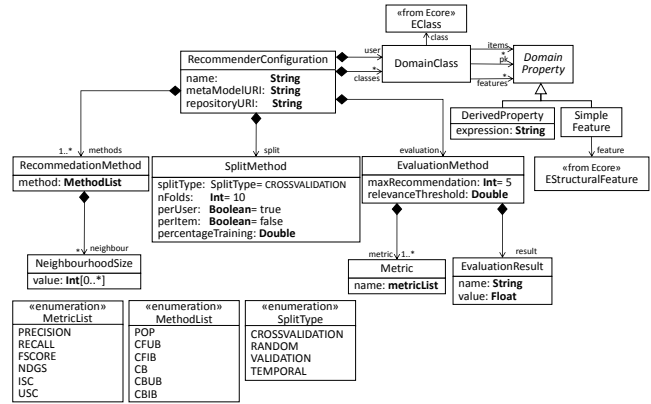 «from Ecore»
EClass
class
RecommenderConfiguration
name: String
metaModelURI: String
repositoryURI: String
user
*
classes
DomainClass
items
*
pk
*
features
Domain
Property
DerivedProperty
expression: String
Simple
Feature
feature
«from Ecore»
EStructuralFeature
1..* methods
split
evaluation
RecommedationMethod
method: MethodList
SplitMethod
splitType: SplitType= CROSSVALIDATION
nFolds: Int= 10
perUser: Boolean= true
perItem: Boolean= false
percentageTraining: Double
EvaluationMethod
maxRecommendation: Int= 5
relevanceThreshold: Double
* neighbour
NeighbourhoodSize
value: Int[0..*]
metric 1..*
Metric
name: metricList
result
EvaluationResult
name: String
value: Float
«enumeration»
MetricList
PRECISION
RECALL
FSCORE
NDGS
ISC
USC
«enumeration»
MethodList
POP
CFUB
CFIB
CB
CBUB
CBIB
«enumeration»
SplitType
CROSSVALIDATION
RANDOM
VALIDATION
TEMPORAL